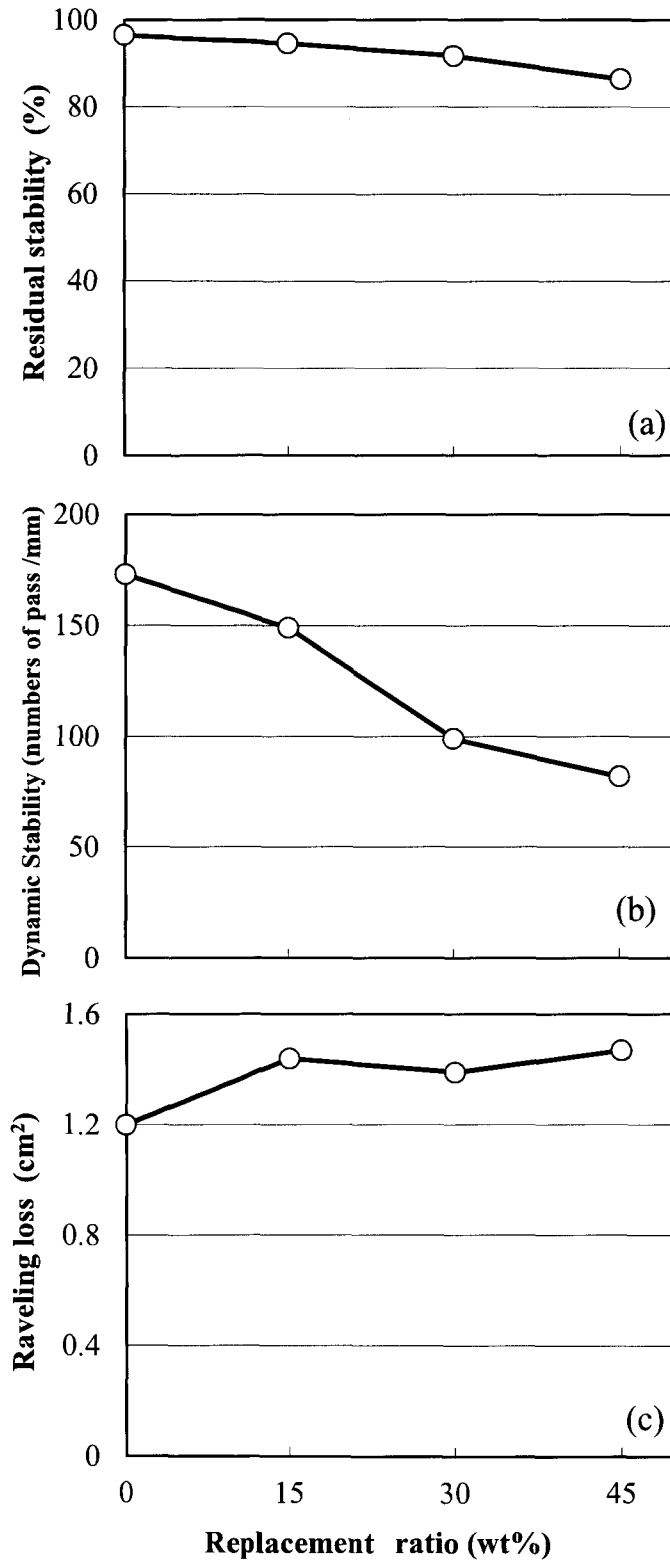 Residual stability (%)
100
80
60
40
20
0
(a)
Dynamic Stability (numbers of pass /mm)
200
150
100
50
0
(b)
Raveling loss (cm²)
1.6
1.2
0.8
0.4
0
(c)
0 15 30 45
Replacement ratio (wt%)